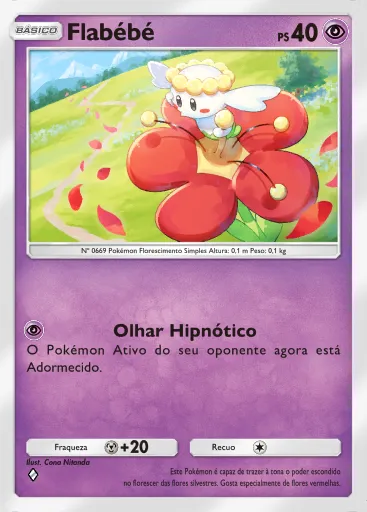 BÁSICO
Flabébé
PS 40
Nº 0669 Pokémon Florescimento Simples Altura: 0,1 m Peso: 0,1 kg
Olhar Hipnótico
O Pokémon Ativo do seu oponente agora está
Adormecido.
Fraqueza +20
Recuo
Ilust. Cona Nitanda
Este Pokémon é capaz de trazer à tona o poder escondido
no florescer das flores silvestres. Gosta especialmente de flores vermelhas.